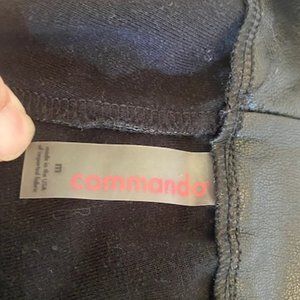 commando
m
made in the USA
of imported fabric